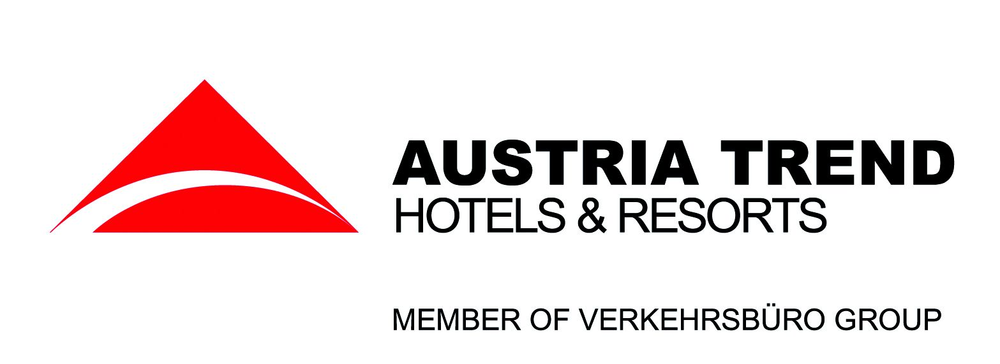 AUSTRIA TREND
HOTELS & RESORTS
MEMBER OF VERKEHRSBÜRO GROUP